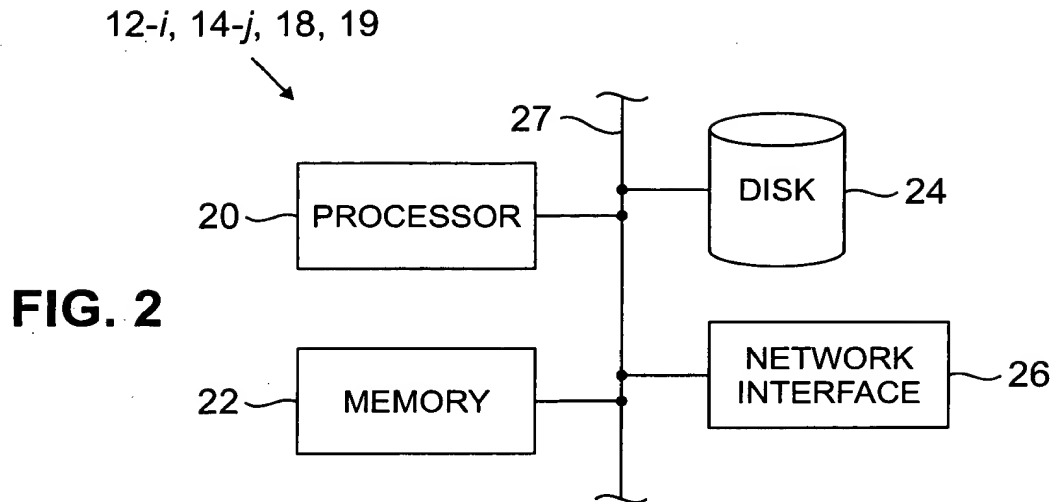 12-i, 14-j, 18, 19
27
DISK
24
20
PROCESSOR
FIG. 2
NETWORK
INTERFACE
26
22
MEMORY